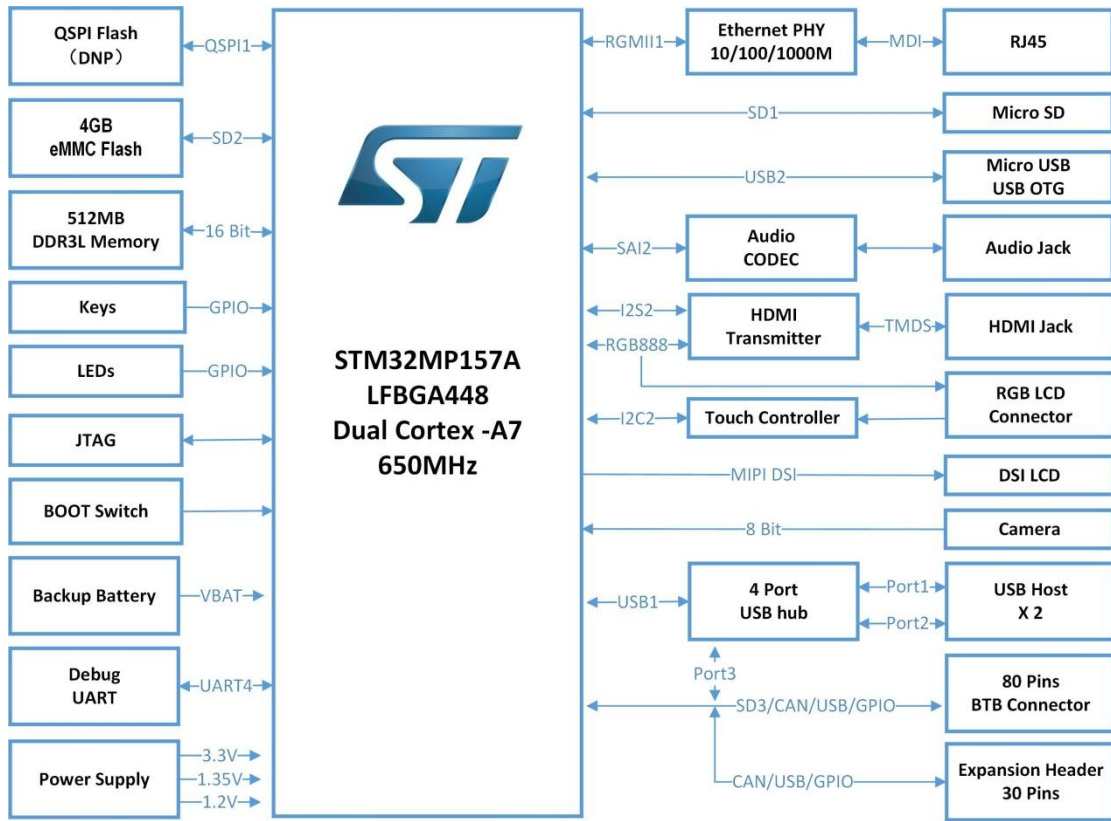 QSPI Flash
（DNP）
QSPI1
4GB
eMMC Flash
SD2
512MB
DDR3L Memory
16 Bit
Keys
GPIO
LEDs
GPIO
JTAG
BOOT Switch
Backup Battery
VBAT
Debug
UART
UART4
Power Supply
3.3V
1.35V
1.2V
ST
STM32MP157A
LFBGA448
Dual Cortex -A7
650MHz
RGMII1
Ethernet PHY
10/100/1000M
MDI
RJ45
SD1
Micro SD
USB2
Micro USB
USB OTG
SAI2
Audio
CODEC
Audio Jack
I2S2
RGB888
HDMI
Transmitter
TMDS
HDMI Jack
RGB LCD
Connector
I2C2
Touch Controller
MIPI DSI
DSI LCD
8 Bit
Camera
USB1
4 Port
USB hub
Port1
Port2
USB Host
X 2
Port3
SD3/CAN/USB/GPIO
80 Pins
BTB Connector
CAN/USB/GPIO
Expansion Header
30 Pins